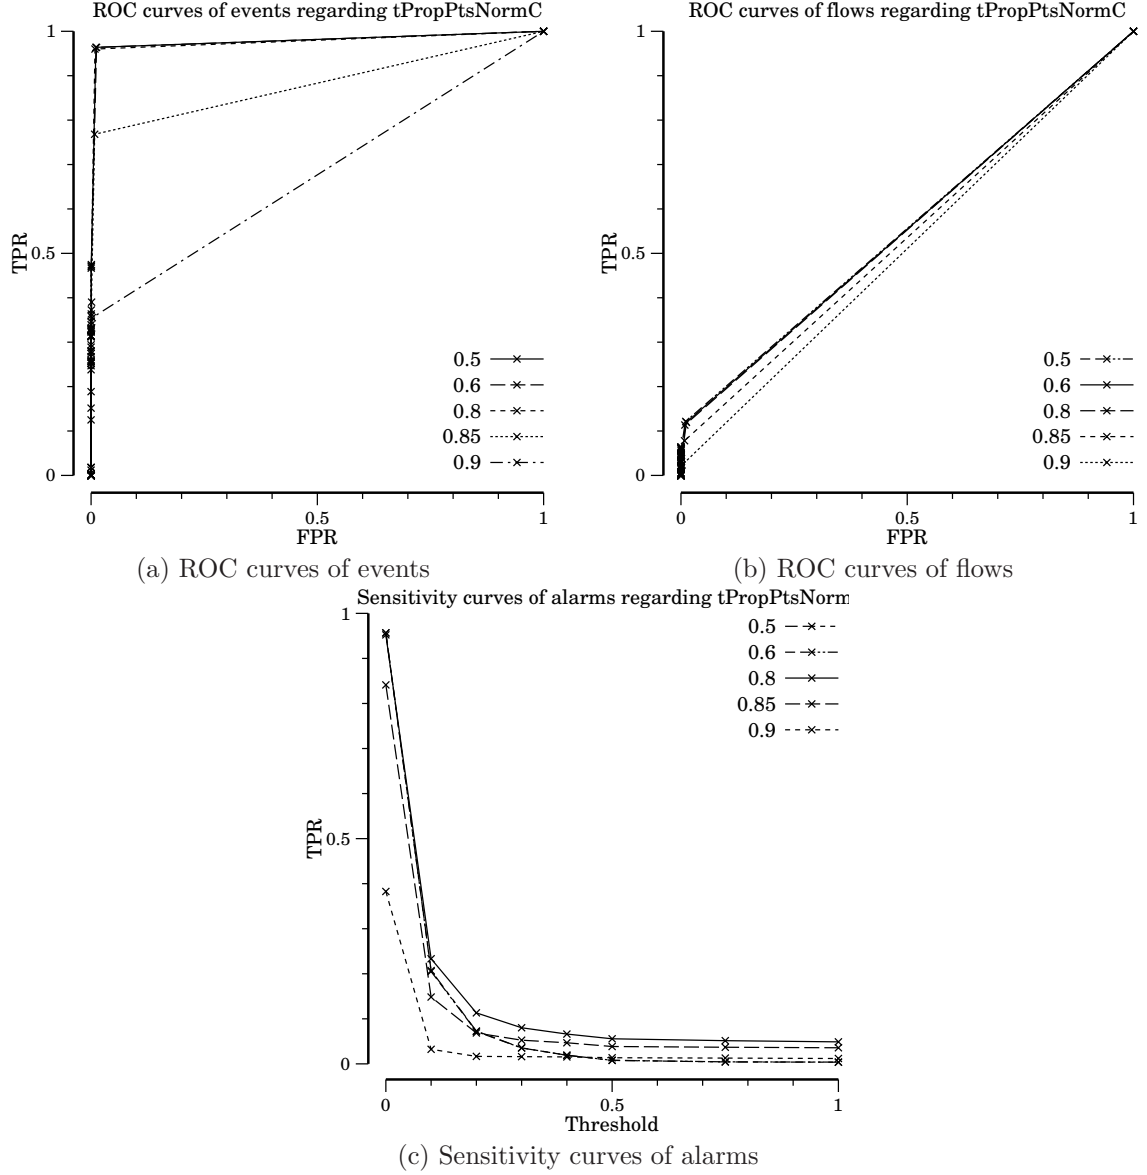 ROC curves of events regarding tPropPtsNormC
1
0.5
0
TPR
0.5
0.6
0.8
0.85
0.9
0
0.5
1
FPR
(a) ROC curves of events
ROC curves of flows regarding tPropPtsNormC
1
0.5
0
TPR
0.5
0.6
0.8
0.85
0.9
0
0.5
1
FPR
(b) ROC curves of flows
Sensitivity curves of alarms regarding tPropPtsNorm
1
0.5
0
TPR
0.5
0.6
0.8
0.85
0.9
0
0.5
1
Threshold
(c) Sensitivity curves of alarms